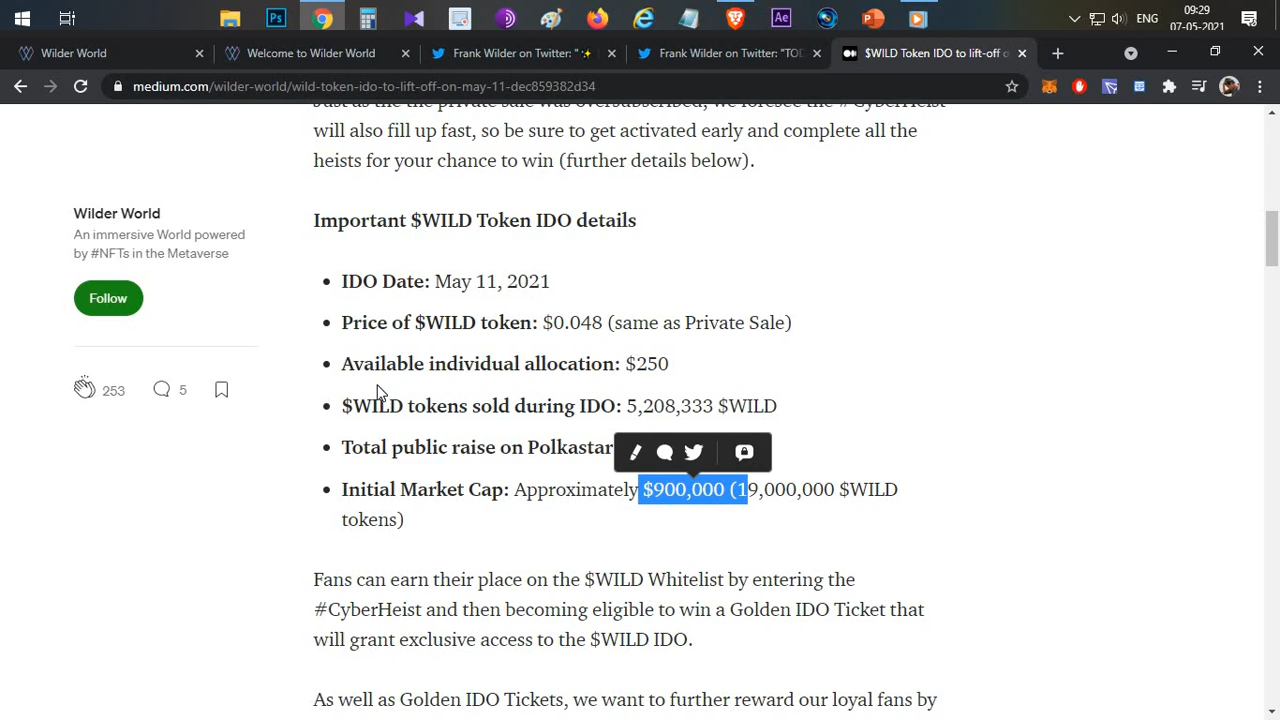 09:29
ENG
07-05-2021
Wilder World
Welcome to Wilder World
Frank Wilder on Twitter: "✨
Frank Wilder on Twitter: "TOD
$WILD Token IDO to lift-off o
medium.com/wilder-world/wild-token-ido-to-lift-off-on-may-11-dec859382d34
Just as the the private sale was oversubscribed, we foresee the #CyberHeist
will also fill up fast, so be sure to get activated early and complete all the
heists for your chance to win (further details below).
Wilder World
An immersive World powered
by #NFTs in the Metaverse
Follow
253
5
Important $WILD Token IDO details
• IDO Date: May 11, 2021
• Price of $WILD token: $0.048 (same as Private Sale)
• Available individual allocation: $250
• $WILD tokens sold during IDO: 5,208,333 $WILD
• Total public raise on Polkastar
• Initial Market Cap: Approximately $900,000 (19,000,000 $WILD
tokens)
Fans can earn their place on the $WILD Whitelist by entering the
#CyberHeist and then becoming eligible to win a Golden IDO Ticket that
will grant exclusive access to the $WILD IDO.
As well as Golden IDO Tickets, we want to further reward our loyal fans by